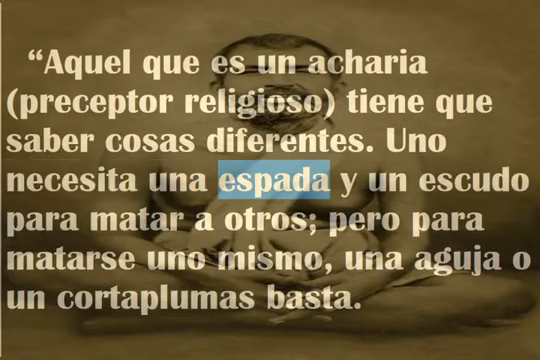 “Aquel que es un acharia
(preceptor religioso) tiene que
saber cosas diferentes. Uno
necesita una espada y un escudo
para matar a otros; pero para
matarse uno mismo, una aguja o
un cortaplumas basta.